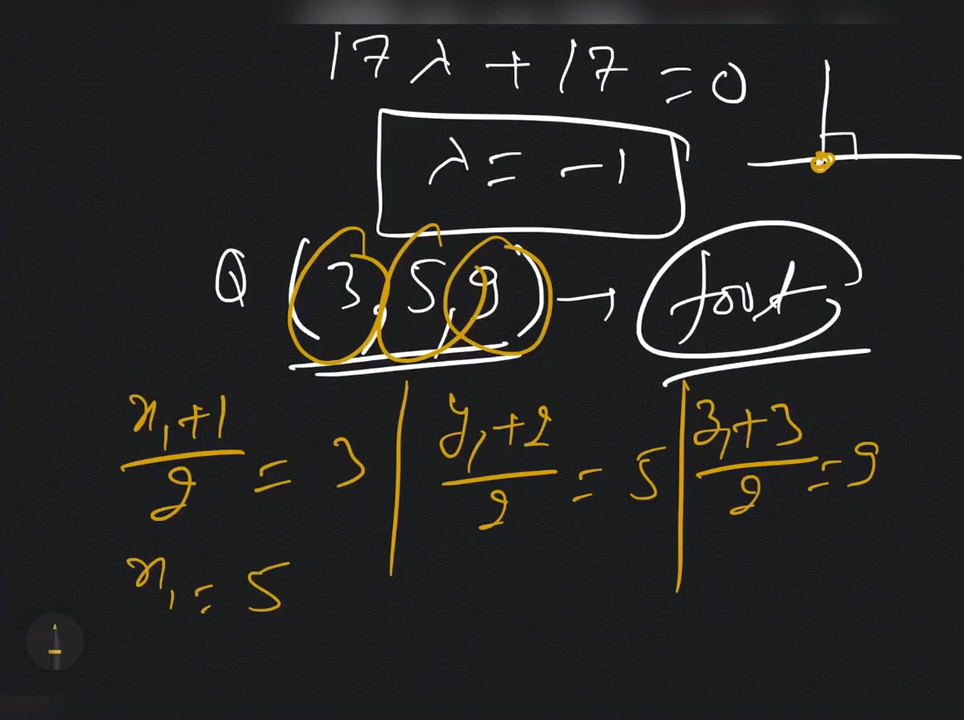 17λ + 17 = 0
λ = -1
Q (3, 5, 9) → foot
x₁+1/2 = 3 | y₁+2/2 = 5 | z₁+3/2 = 9
x₁ = 5